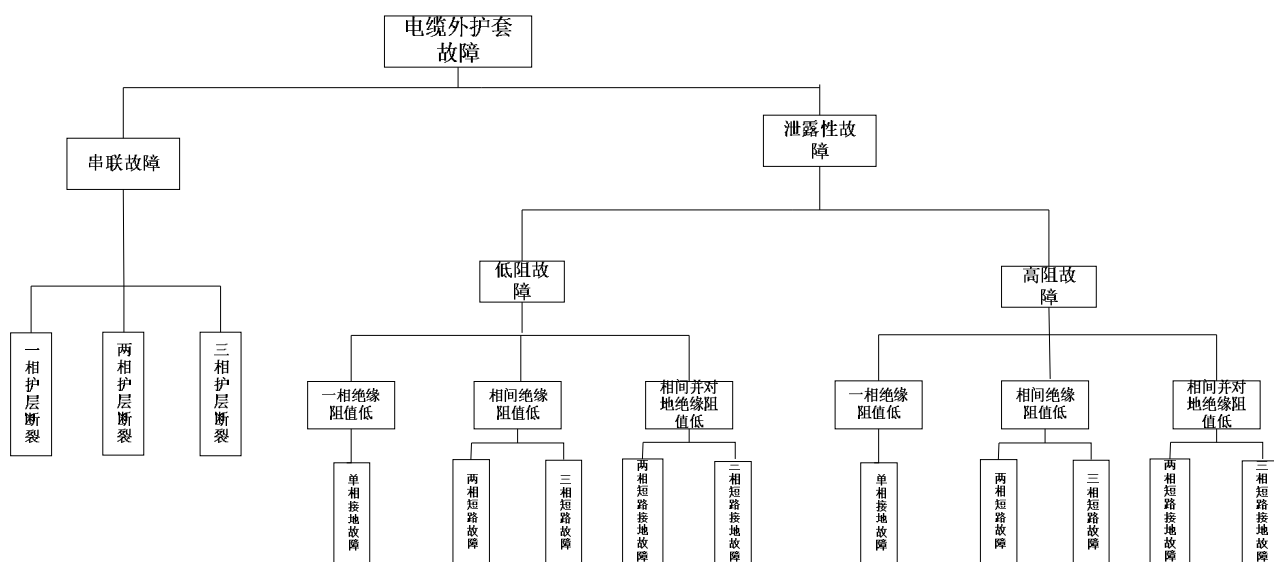 电缆外护套
故障
串联故障
泄露性故
障
低阻故
障
高阻故
障
一相护层断裂
两相护层断裂
三相护层断裂
一相绝缘
阻值低
相间绝缘
阻值低
相间并对
地绝缘阻
值低
一相绝缘
阻值低
相间绝缘
阻值低
相间并对
地绝缘阻
值低
单相接地故障
两相短路故障
三相短路故障
两相短路接地故障
三相短路接地故障
单相接地故障
两相短路故障
三相短路故障
两相短路接地故障
三相短路接地故障